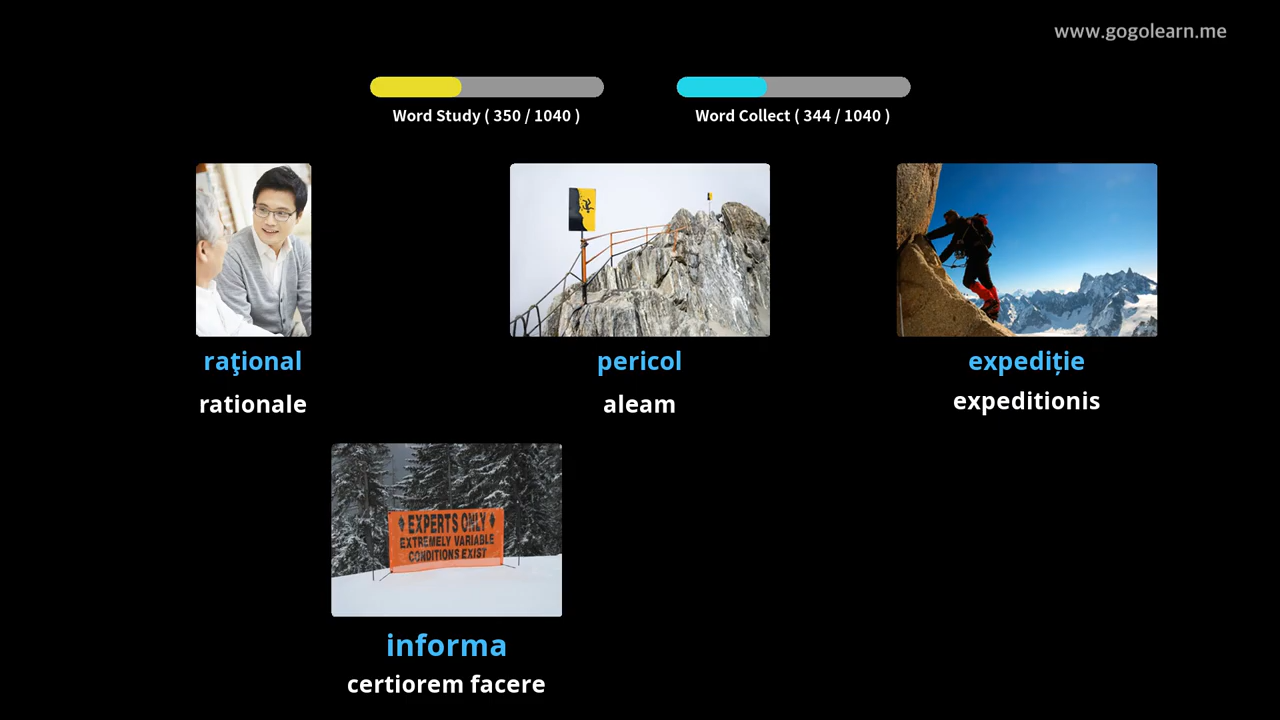 www.gogolearn.me
Word Study ( 350 / 1040 )
Word Collect ( 344 / 1040 )
raţional
rationale
pericol
aleam
expediție
expeditionis
EXPERTS ONLY
EXTREMELY VARIABLE
CONDITIONS EXIST
informa
certiorem facere